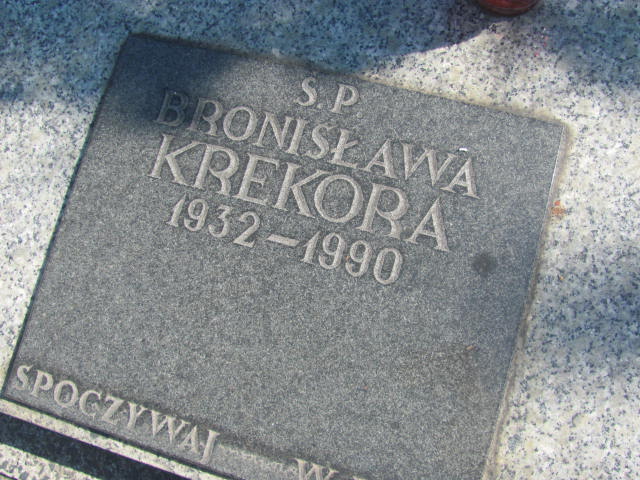 Ś.P.
BRONISŁAWA
KREKORA
1932-1990
SPOCZYWAJ W